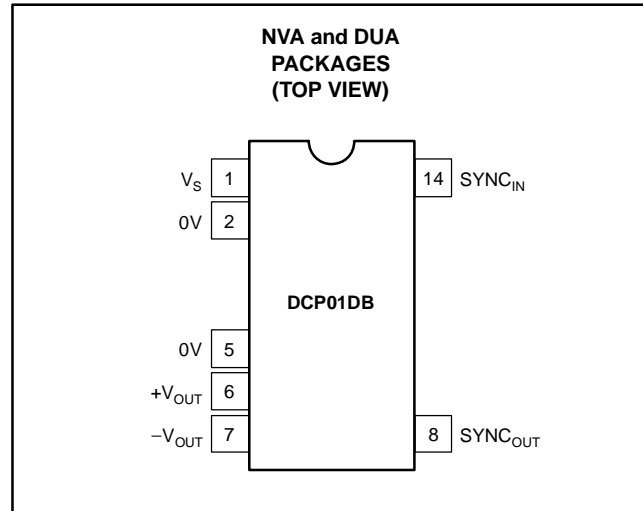 NVA and DUA
PACKAGES
(TOP VIEW)
VS 1 14 SYNCIN
0V 2
DCP01DB
0V 5
+VOUT 6
−VOUT 7 8 SYNCOUT